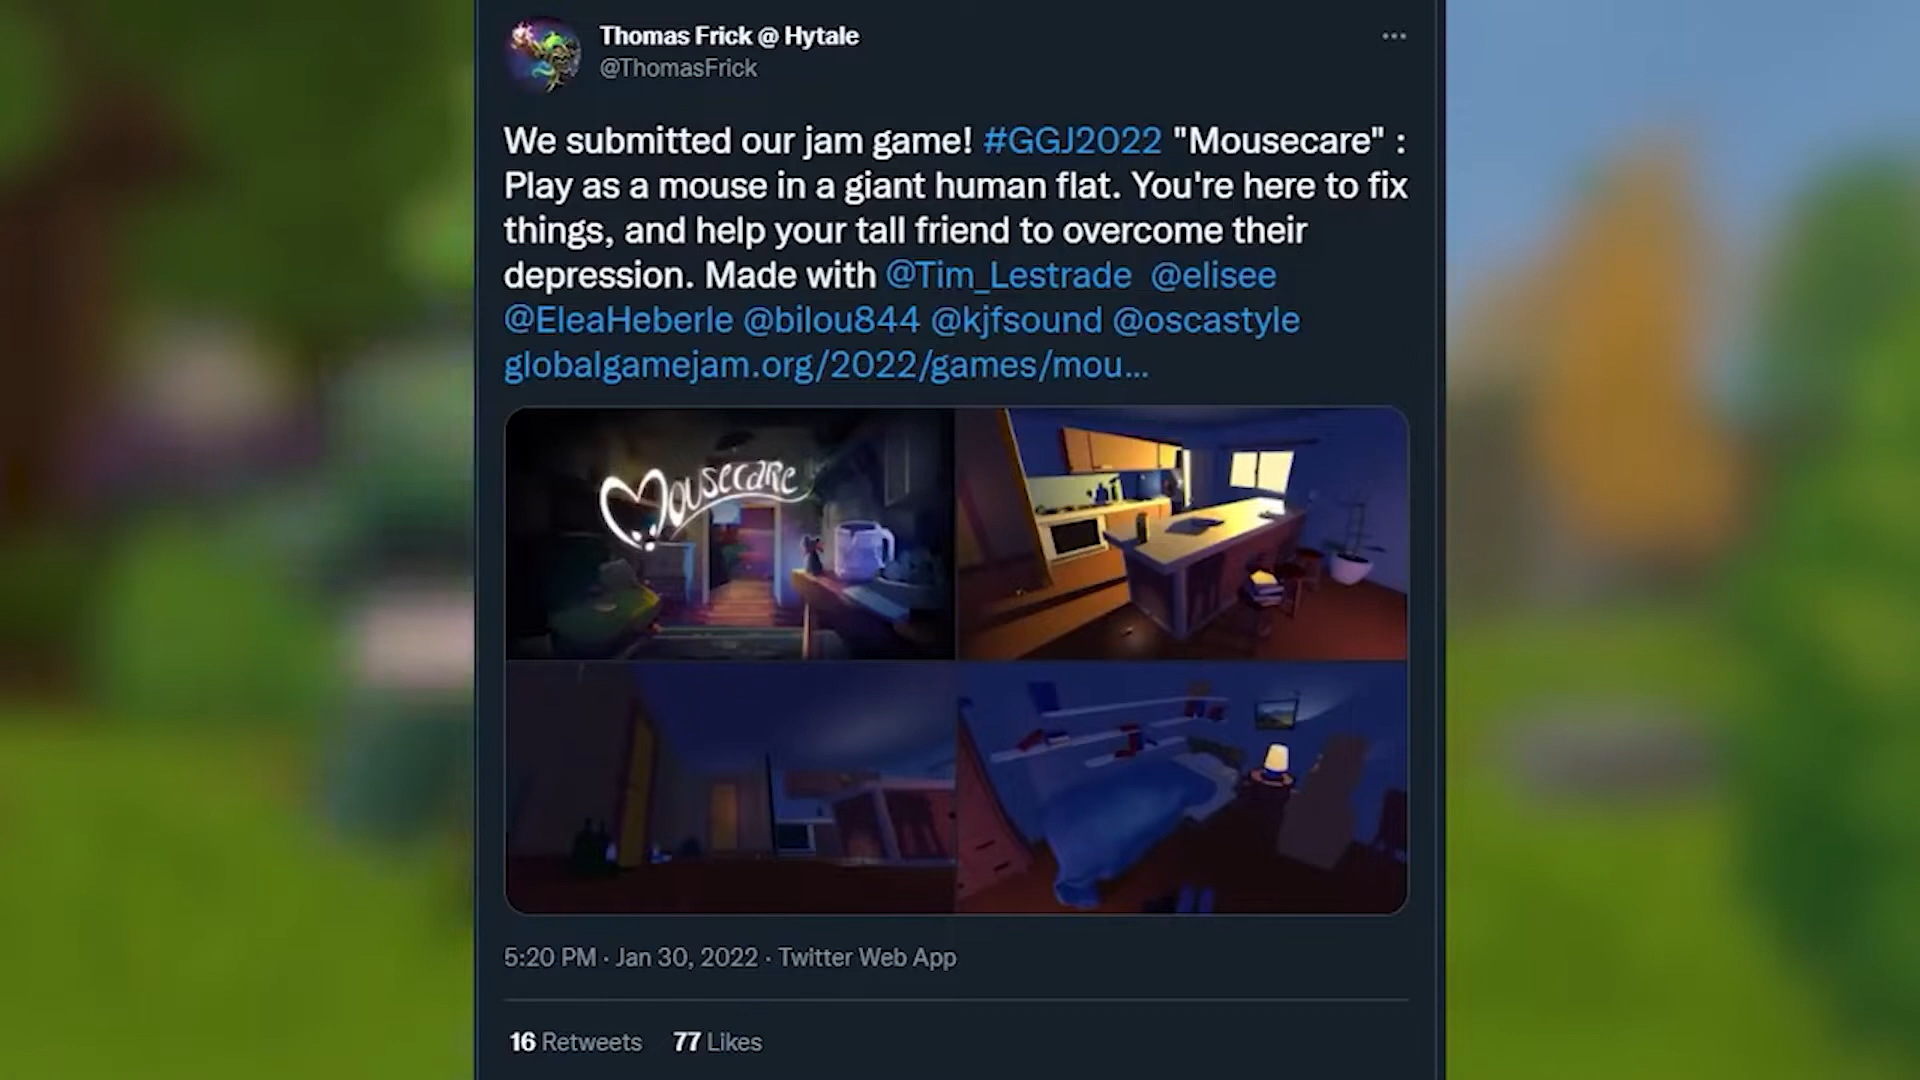 Thomas Frick @ Hytale
@ThomasFrick
We submitted our jam game! #GGJ2022 "Mousecare" :
Play as a mouse in a giant human flat. You're here to fix
things, and help your tall friend to overcome their
depression. Made with @Tim_Lestrade @elisee
@EleaHeberle @bilou844 @kjfsound @oscastyle
globalgamejam.org/2022/games/mou...
Mousecare
5:20 PM · Jan 30, 2022 · Twitter Web App
16 Retweets 77 Likes